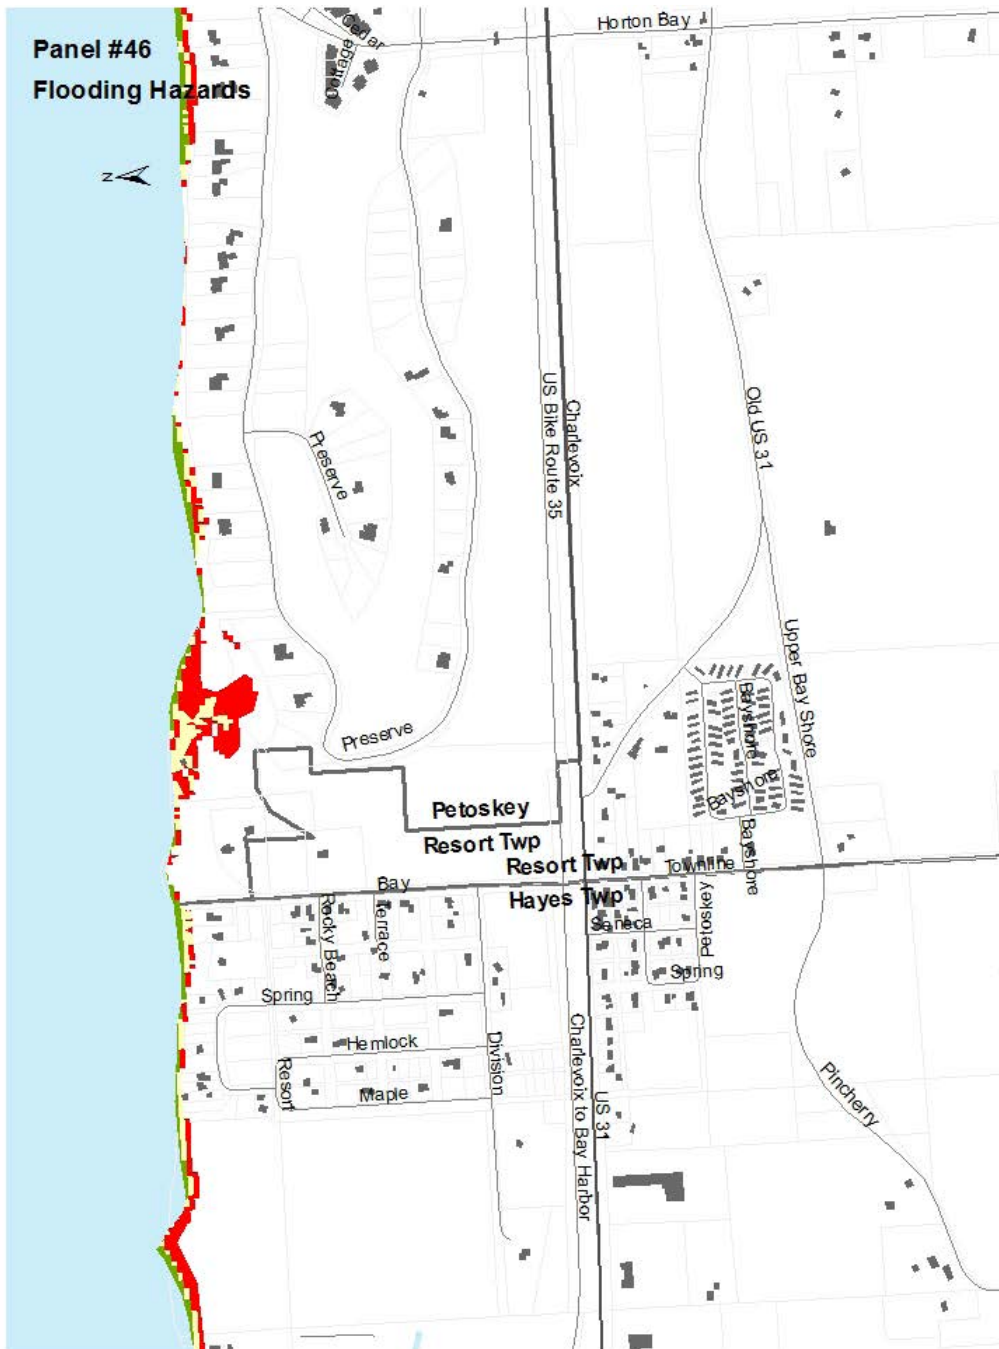 Panel #46
Flooding Hazards
Z
Cedar
Cottage
Horton Bay
Preserve
US Bike Route 35
Charlevoix
Old US 31
Upper Bay Shore
Bayshore
Bayshore
Bayshore
Preserve
Petoskey
Resort Twp
Resort Twp
Townline
Bay
Hayes Twp
Seneca
Petoskey
Spring
Rocky Beach
Terrace
Spring
Hemlock
Division
Resort
Maple
Charlevoix to Bay Harbor
US 31
Pincherry